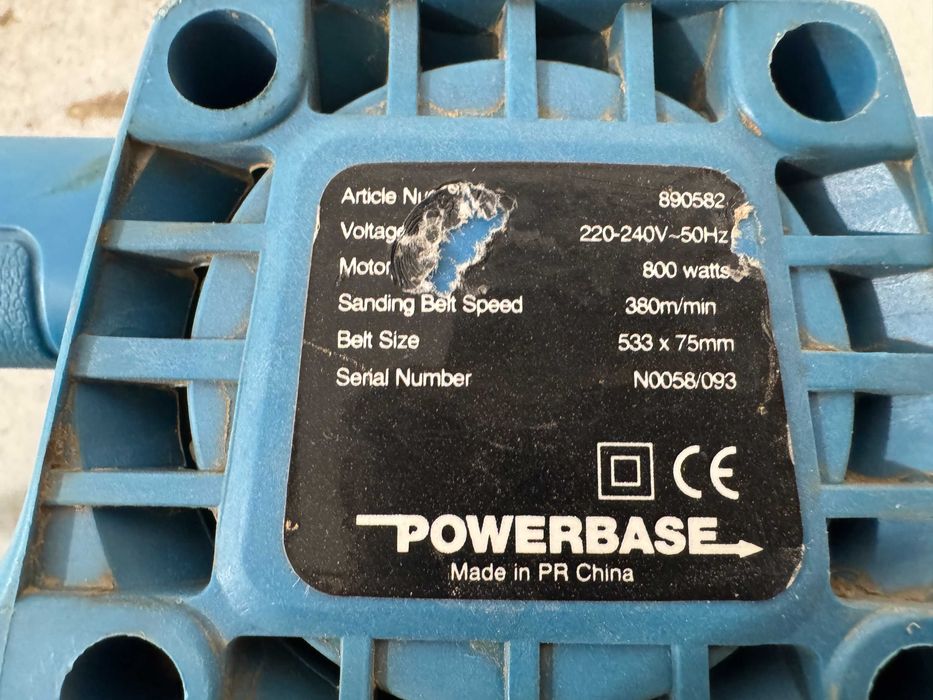 Article 890582
Voltage 220-240V~50Hz
Motor 800 watts
Sanding Belt Speed 380m/min
Belt Size 533 x 75mm
Serial Number N0058/093
CE
POWERBASE
Made in PR China